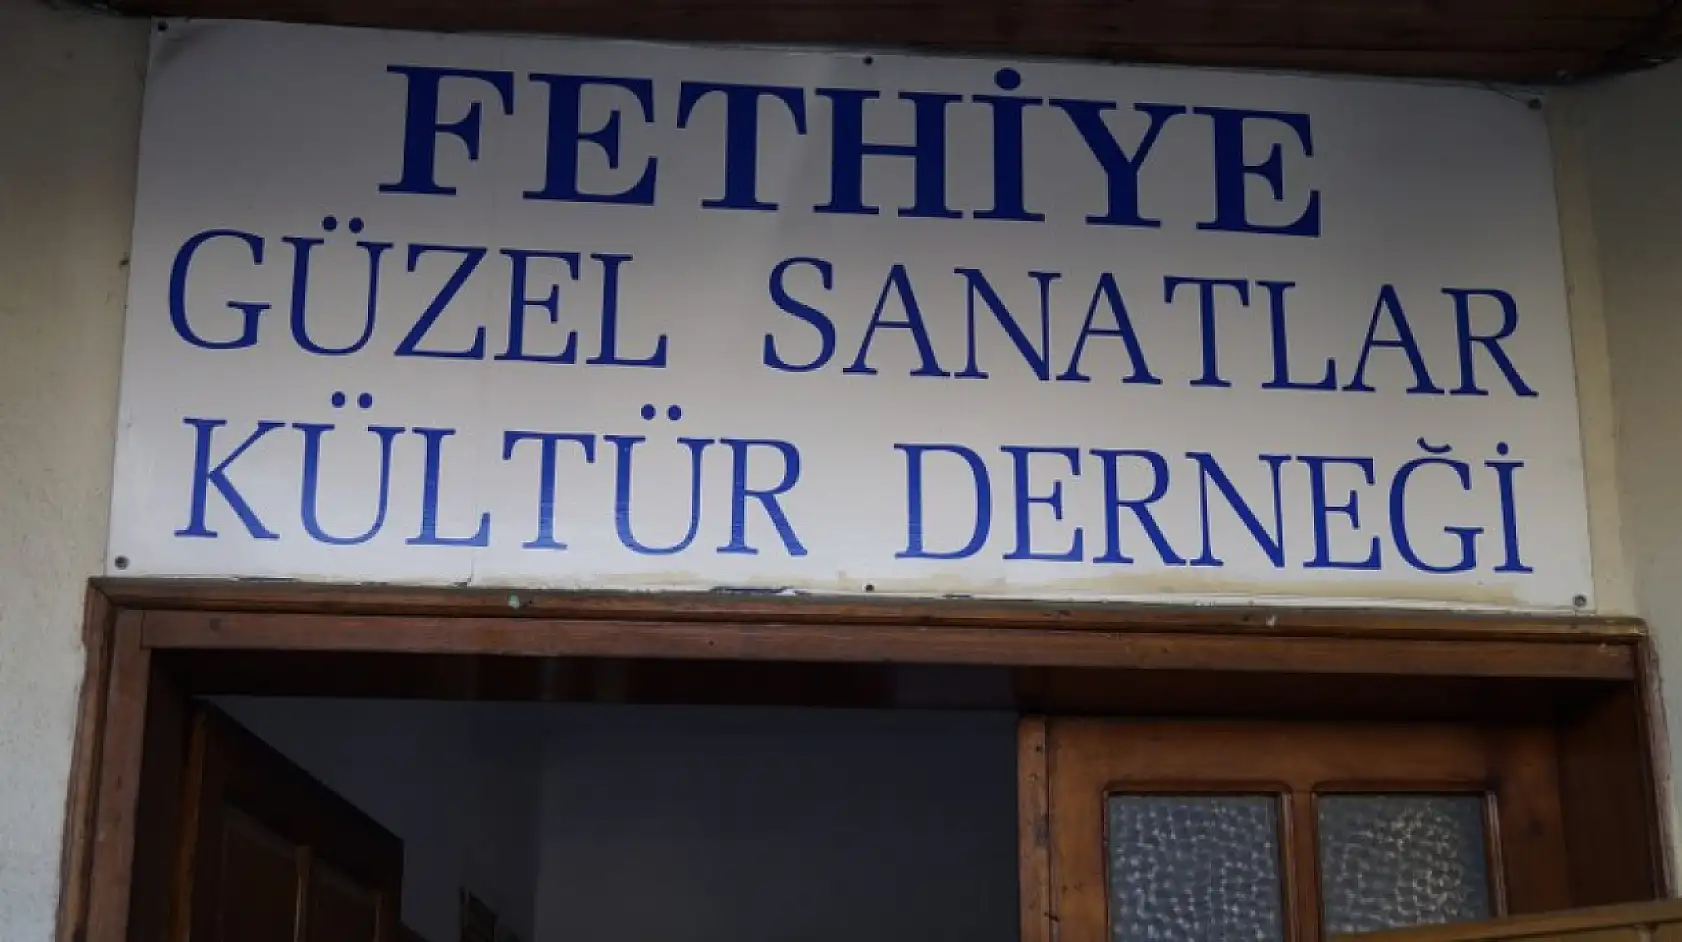 FETHİYE
GÜZEL SANATLAR
KÜLTÜR DERNEĞİ